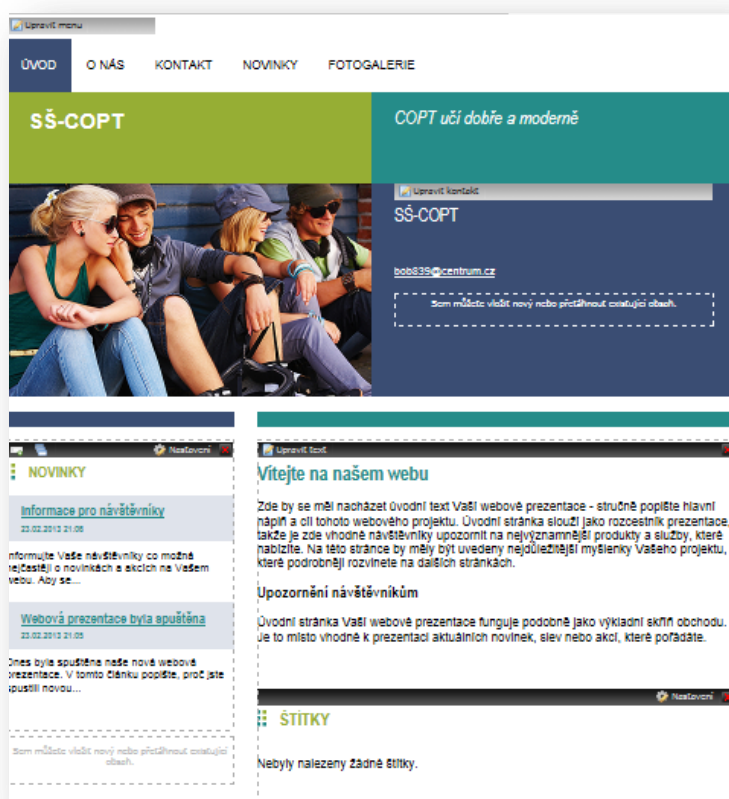 Upravit menu
ÚVOD O NÁS KONTAKT NOVINKY FOTOGALERIE
SŠ-COPT
COPT učí dobře a moderně
Upravit kontakt
SŠ-COPT
bob839@centrum.cz
Sem můžete vložit nový nebo přetáhnout existující obsah.
Nastavení
NOVINKY
Informace pro návštěvníky
23.02.2013 21:06
nformujte Vaše návštěvníky co možná
nejčastěji o novinkách a akcích na Vašem
webu. Aby se...
Webová prezentace byla spuštěna
23.02.2013 21:05
Dnes byla spuštěna naše nová webová
prezentace. V tomto článku popište, proč jste
spustili novou...
Sem můžete vložit nový nebo přetáhnout existující
obsah.
Upravit text
Vítejte na našem webu
Zde by se měl nacházet úvodní text Vaší webové prezentace - stručně popište hlavní
náplň a cíl tohoto webového projektu. Úvodní stránka slouží jako rozcestník prezentace,
takže je zde vhodné návštěvníky upozornit na nejvýznamnější produkty a služby, které
nabízíte. Na této stránce by měly být uvedeny nejdůležitější myšlenky Vašeho projektu,
které podrobněji rozvinete na dalších stránkách.
Upozornění návštěvníkům
Úvodní stránka Vaší webové prezentace funguje podobně jako výkladní skříň obchodu.
Je to místo vhodné k prezentaci aktuálních novinek, slev nebo akcí, které pořádáte.
Nastavení
ŠTÍTKY
Nebyly nalezeny žádné štítky.